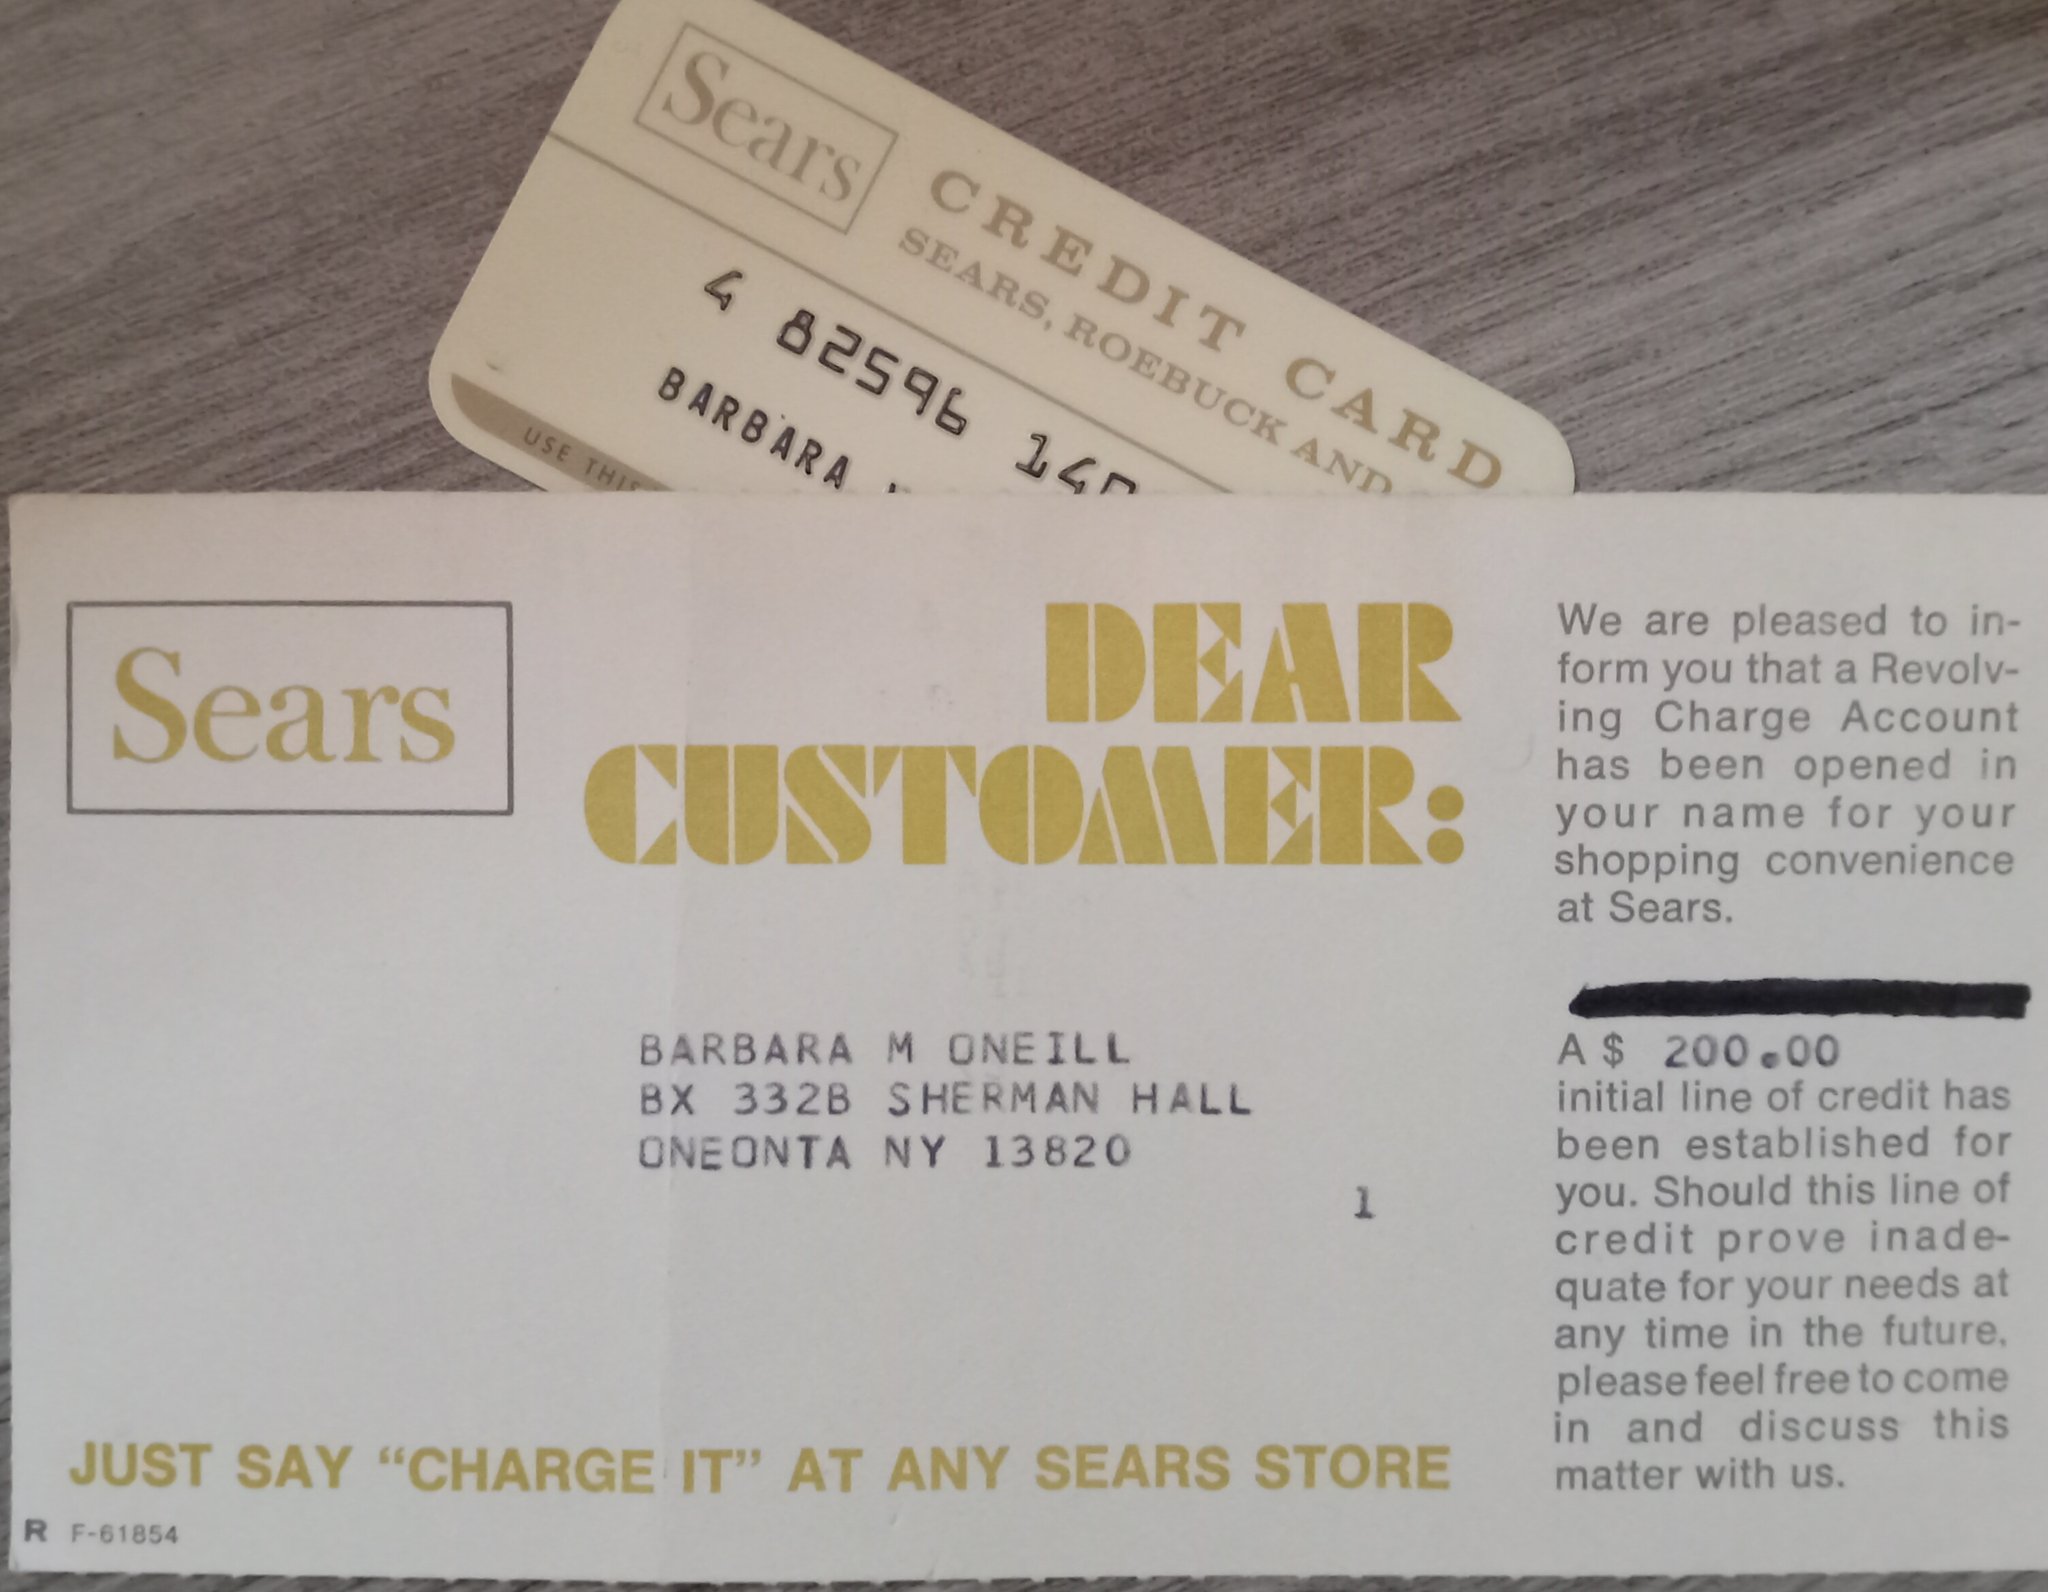 Sears
CREDIT CARD
SEARS, ROEBUCK AND
4 82596 140
BARBARA
USE THIS
Sears
DEAR
CUSTOMER:
BARBARA M ONEILL
BX 332B SHERMAN HALL
ONEONTA NY 13820
1
JUST SAY “CHARGE IT” AT ANY SEARS STORE
R F-61854
We are pleased to in-
form you that a Revolv-
ing Charge Account
has been opened in
your name for your
shopping convenience
at Sears.
A $ 200.00
initial line of credit has
been established for
you. Should this line of
credit prove inade-
quate for your needs at
any time in the future,
please feel free to come
in and discuss this
matter with us.